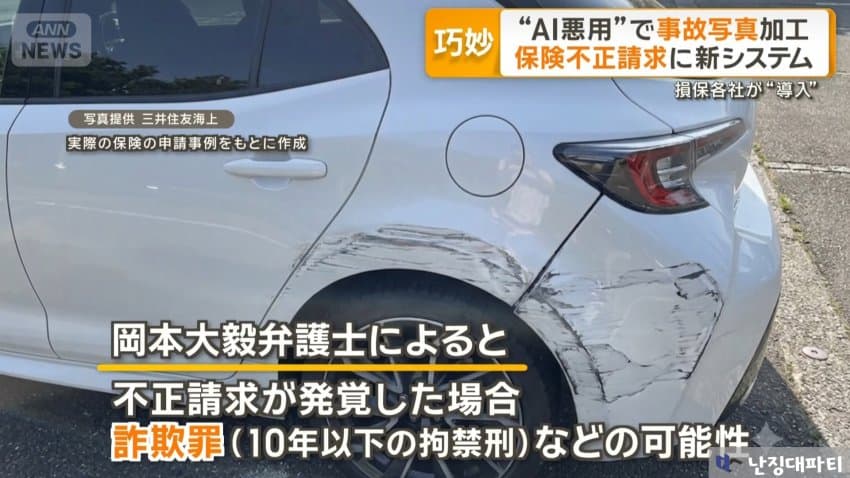 ANN
NEWS
巧妙
“AI悪用”で事故写真加工
保険不正請求に新システム
損保各社が“導入”
写真提供 三井住友海上
実際の保険の申請事例をもとに作成
岡本大毅弁護士によると
不正請求が発覚した場合
詐欺罪(10年以下の拘禁刑)などの可能性
난징대파티